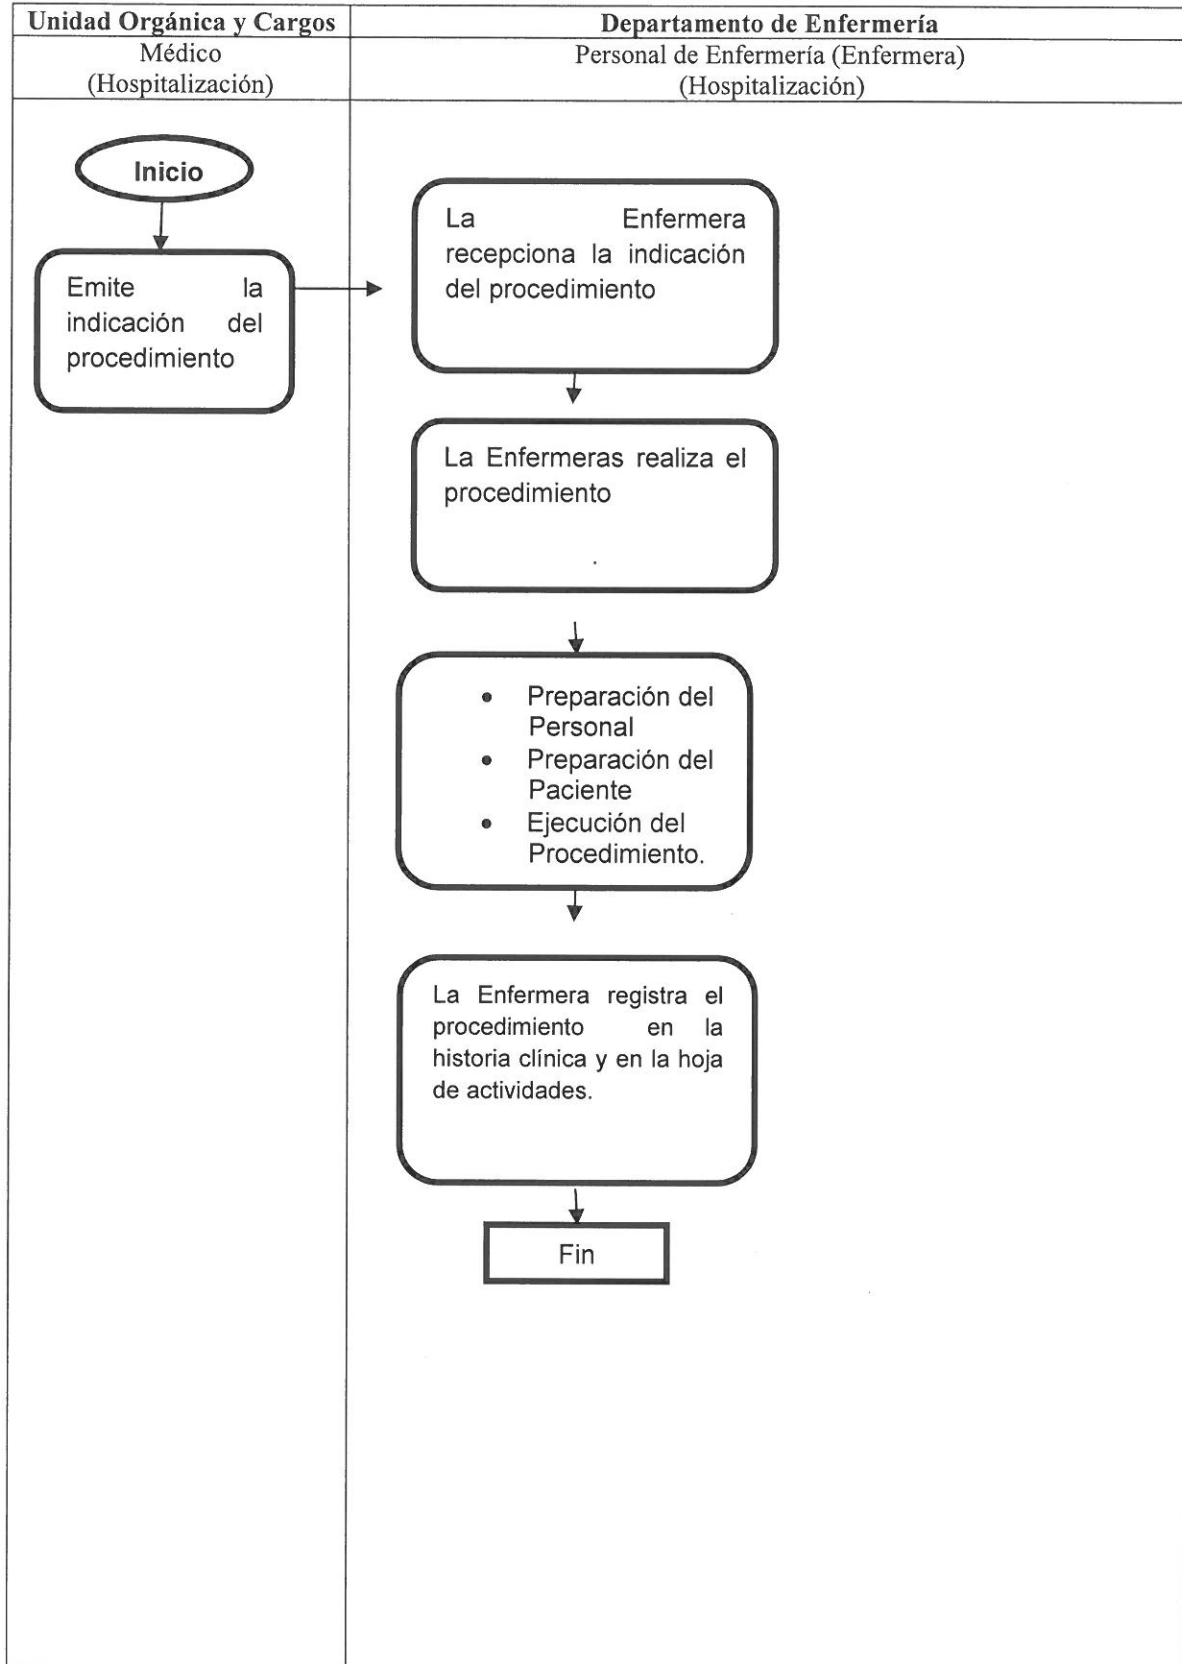 Unidad Orgánica y Cargos
Departamento de Enfermería
Médico
(Hospitalización)
Personal de Enfermería (Enfermera)
(Hospitalización)
Inicio
Emite la
indicación del
procedimiento
La Enfermera
recepciona la indicación
del procedimiento
La Enfermeras realiza el
procedimiento
.
• Preparación del
Personal
• Preparación del
Paciente
• Ejecución del
Procedimiento.
La Enfermera registra el
procedimiento en la
historia clínica y en la hoja
de actividades.
Fin